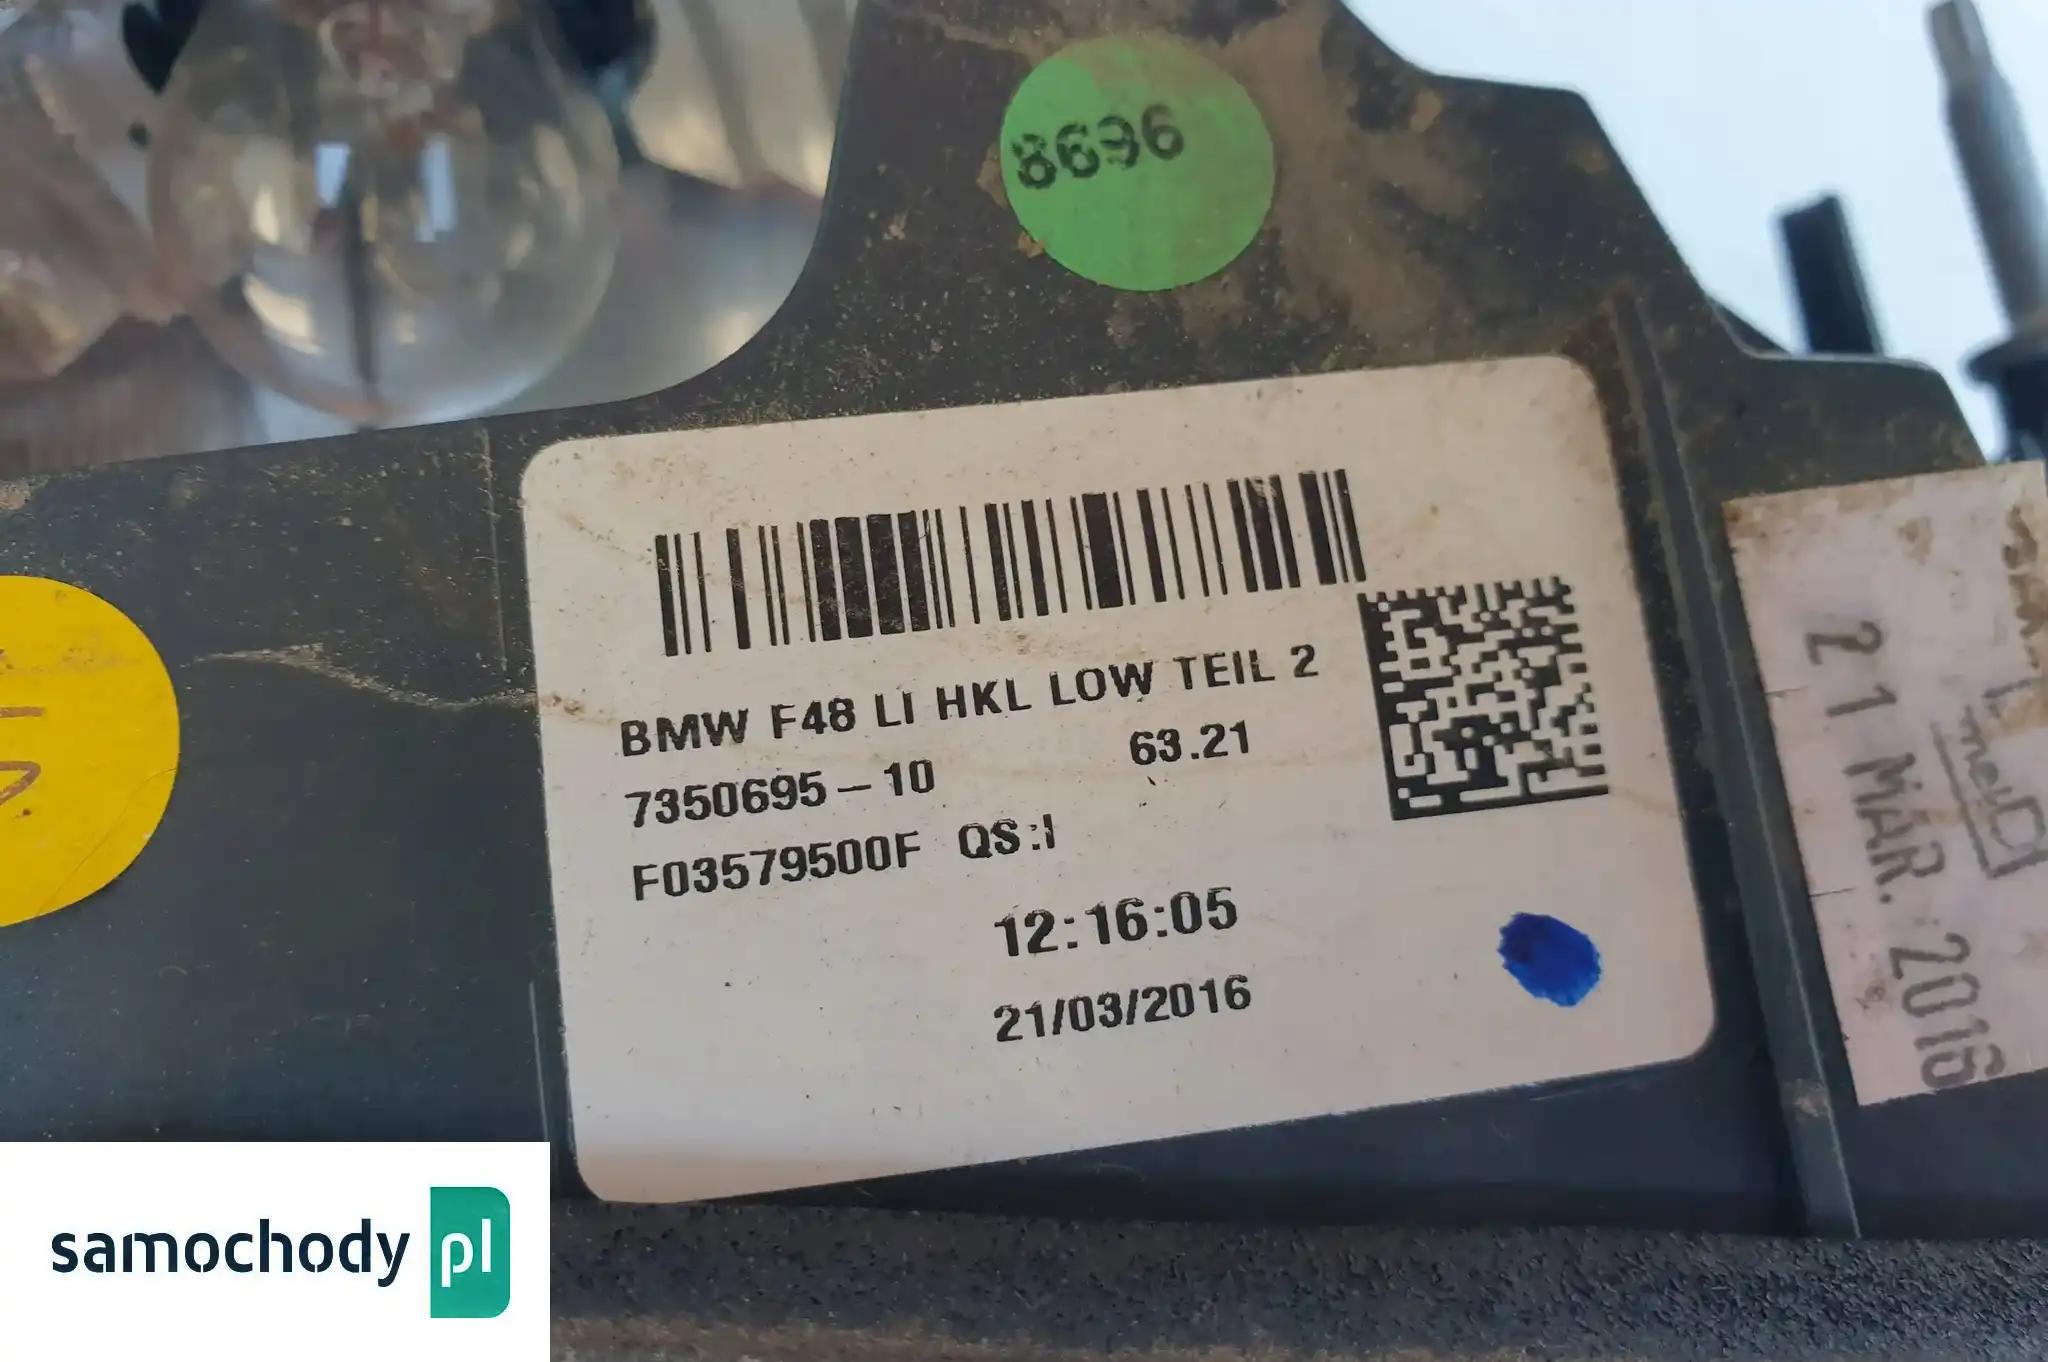 8696
BMW F48 LI HKL LOW TEIL 2
7350695-10 63.21
F03579500F QS:I
12:16:05
21/03/2016
21 MAR. 2016
samochody pl